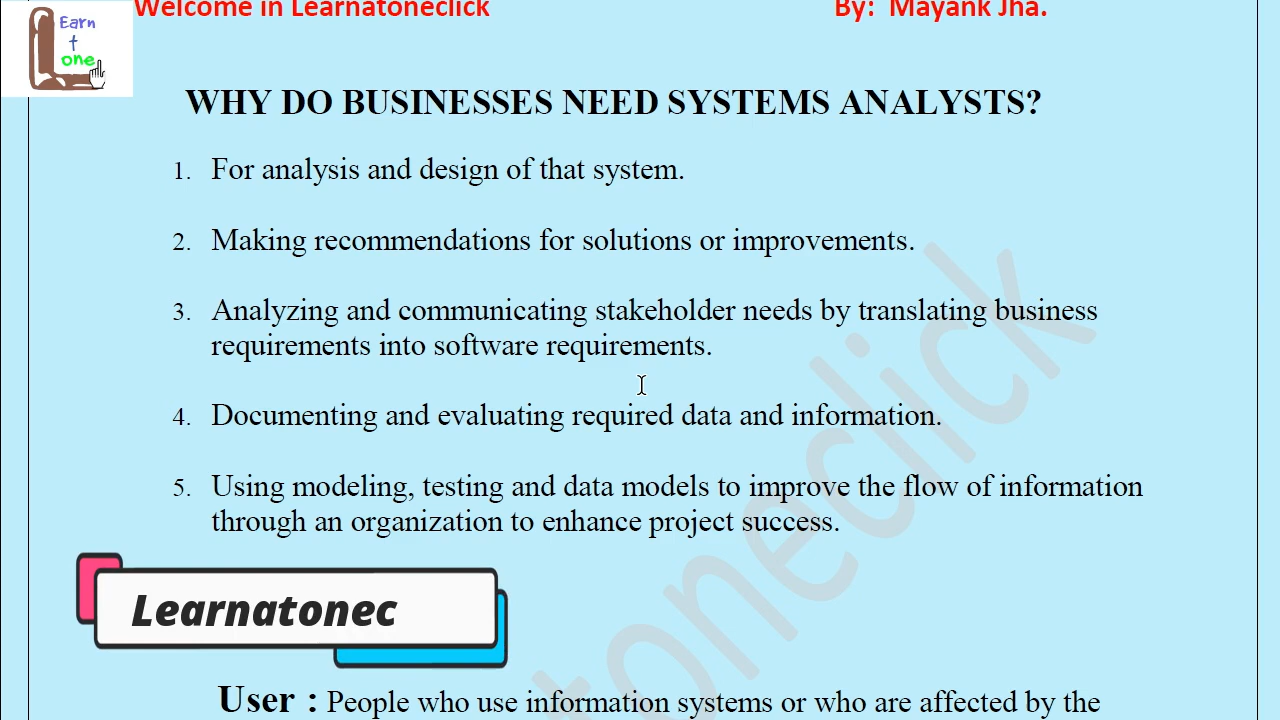 Welcome in Learnatoneclick By: Mayank Jha.
Earn
t
one
WHY DO BUSINESSES NEED SYSTEMS ANALYSTS?
1. For analysis and design of that system.
2. Making recommendations for solutions or improvements.
3. Analyzing and communicating stakeholder needs by translating business
requirements into software requirements.
4. Documenting and evaluating required data and information.
5. Using modeling, testing and data models to improve the flow of information
through an organization to enhance project success.
toneclick
Learnatonec
User : People who use information systems or who are affected by the